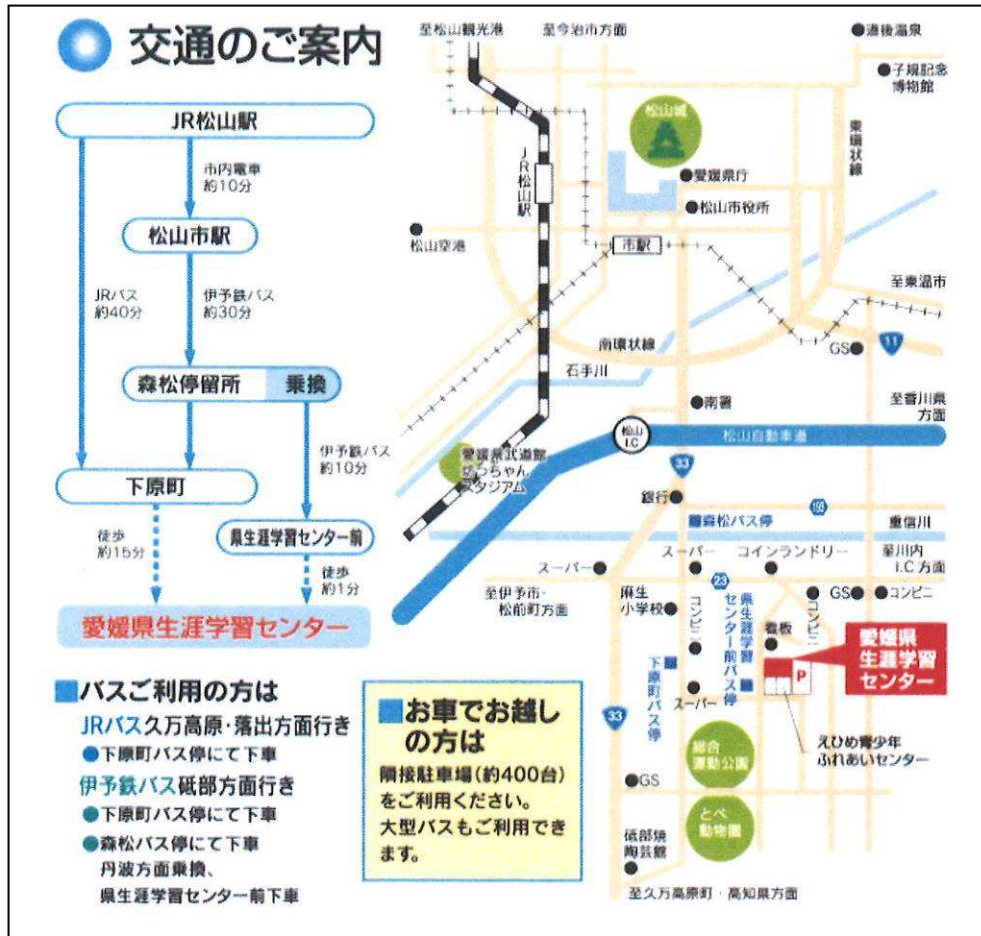 交通のご案内
JR松山駅
市内電車
約10分
松山市駅
JRバス
約40分
伊予鉄バス
約30分
森松停留所
乗換
伊予鉄バス
約10分
下原町
県生涯学習センター前
徒歩
約15分
徒歩
約1分
愛媛県生涯学習センター
■バスご利用の方は
JRバス久万高原・落出方面行き
●下原町バス停にて下車
伊予鉄バス砥部方面行き
●下原町バス停にて下車
●森松バス停にて下車
丹波方面乗換、
県生涯学習センター前下車
■お車でお越し
の方は
隣接駐車場(約400台)
をご利用ください。
大型バスもご利用でき
ます。
至松山観光港
至今治市方面
道後温泉
子規記念
博物館
松山城
東環状線
JR松山駅
愛媛県庁
松山市役所
松山空港
市駅
至東温市
南環状線
GS
11
石手川
南署
至香川県
方面
松山
I.C
松山自動車道
愛媛県武道館
坊っちゃん
スタジアム
33
銀行
193
森松バス停
重信川
スーパー
スーパー
コインランドリー
至川内
I.C方面
至伊予市・
松前町方面
麻生
小学校
23
コンビニ
県生涯学習
センター前バス停
看板
コンビニ
GS
コンビニ
愛媛県
生涯学習
センター
P
下原町バス停
スーパー
33
えひめ青少年
ふれあいセンター
総合
運動公園
GS
とべ
動物園
砥部焼
陶芸館
至久万高原町・高知県方面